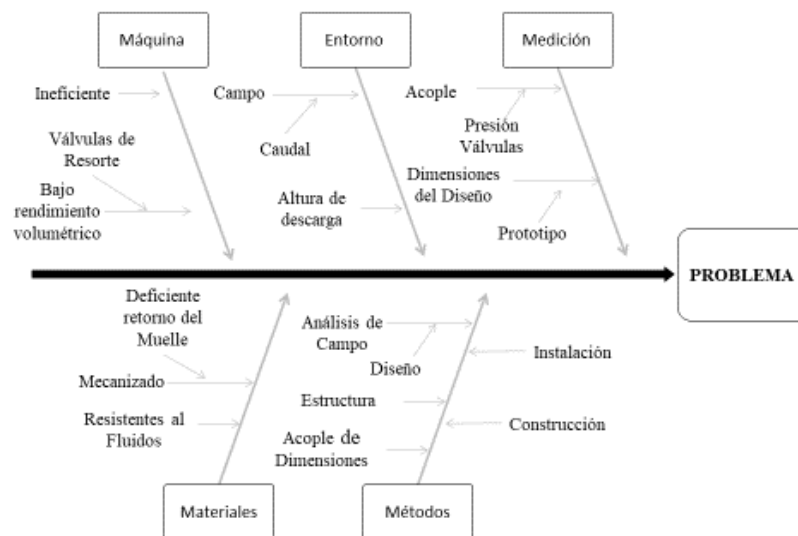 Máquina
Entorno
Medición
Ineficiente
Campo
Acople
Válvulas de
Resorte
Caudal
Presión
Válvulas
Bajo
rendimiento
volumétrico
Altura de
descarga
Dimensiones
del Diseño
Prototipo
PROBLEMA
Deficiente
retorno del
Muelle
Análisis de
Campo
Diseño
Instalación
Mecanizado
Estructura
Resistentes al
Fluidos
Construcción
Acople de
Dimensiones
Materiales
Métodos